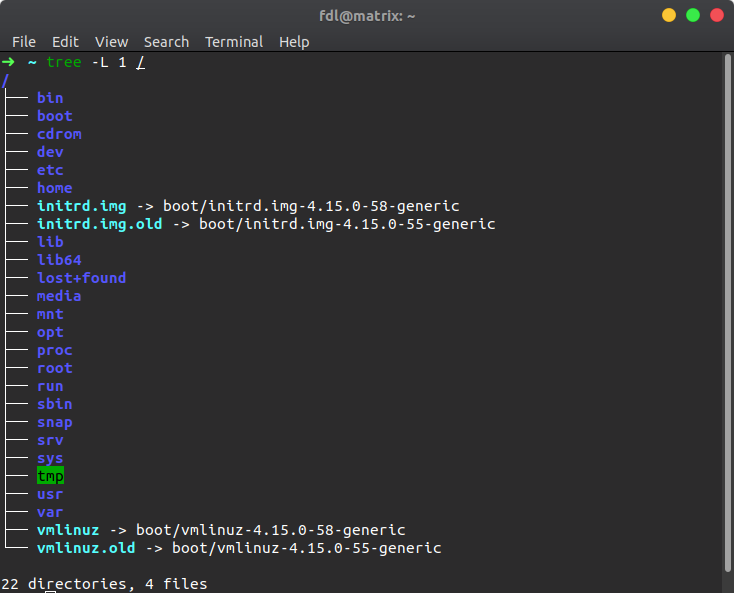 fdl@matrix: ~
File Edit View Search Terminal Help
➜ ~ tree -L 1 /
/
├── bin
├── boot
├── cdrom
├── dev
├── etc
├── home
├── initrd.img -> boot/initrd.img-4.15.0-58-generic
├── initrd.img.old -> boot/initrd.img-4.15.0-55-generic
├── lib
├── lib64
├── lost+found
├── media
├── mnt
├── opt
├── proc
├── root
├── run
├── sbin
├── snap
├── srv
├── sys
├── tmp
├── usr
├── var
├── vmlinuz -> boot/vmlinuz-4.15.0-58-generic
└── vmlinuz.old -> boot/vmlinuz-4.15.0-55-generic
22 directories, 4 files